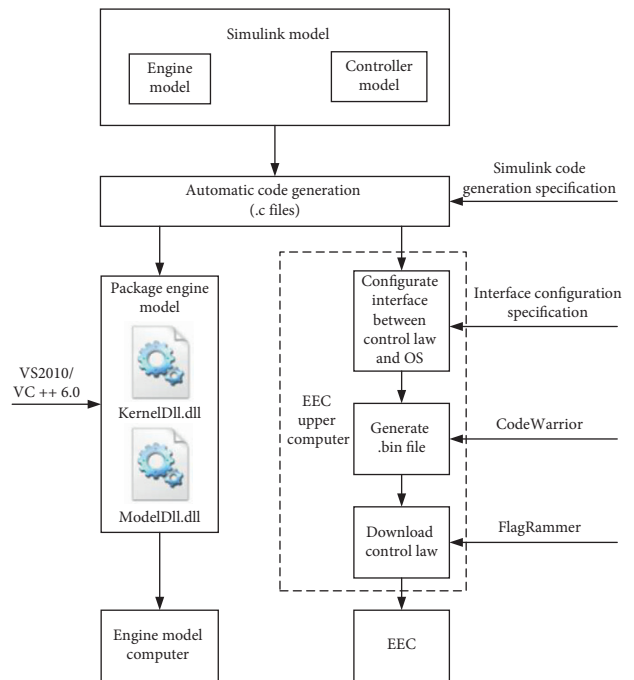 Simulink model
Engine
model
Controller
model
Automatic code generation
(.c files)
Simulink code
generation specification
Package engine
model
KernelDll.dll
ModelDll.dll
VS2010/
VC ++ 6.0
Configurate
interface
between
control law
and OS
Interface configuration
specification
EEC
upper
computer
Generate
.bin file
CodeWarrior
Download
control law
FlagRammer
Engine model
computer
EEC